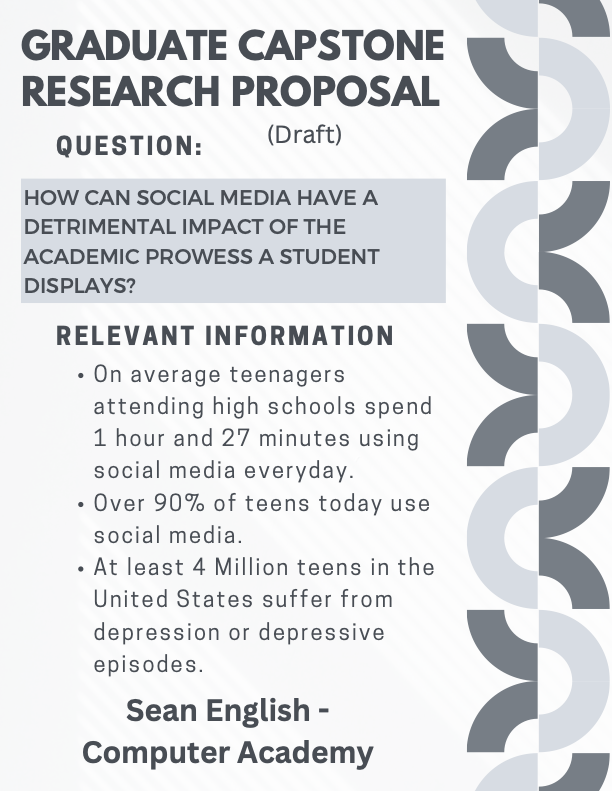 GRADUATE CAPSTONE
RESEARCH PROPOSAL
(Draft)
QUESTION:
HOW CAN SOCIAL MEDIA HAVE A
DETRIMENTAL IMPACT OF THE
ACADEMIC PROWESS A STUDENT
DISPLAYS?
RELEVANT INFORMATION
• On average teenagers
attending high schools spend
1 hour and 27 minutes using
social media everyday.
• Over 90% of teens today use
social media.
• At least 4 Million teens in the
United States suffer from
depression or depressive
episodes.
Sean English -
Computer Academy